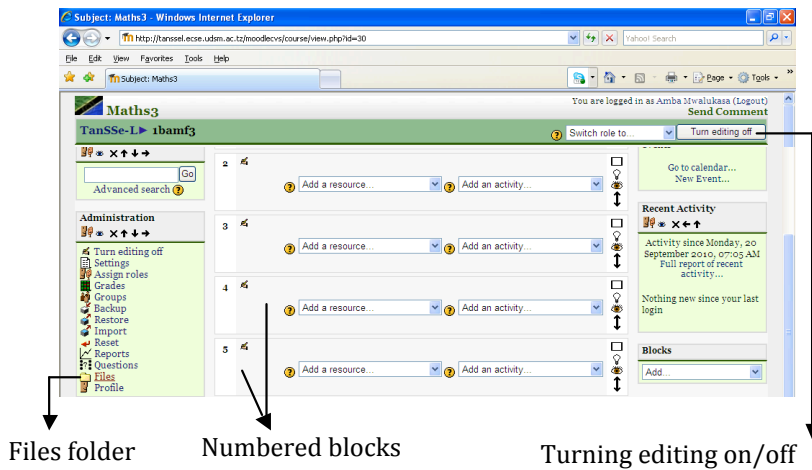 Subject: Maths3 - Windows Internet Explorer
http://tanssel.ecse.udsm.ac.tz/moodlecvs/course/view.php?id=30
Yahoo! Search
File Edit View Favorites Tools Help
Subject: Maths3
Page Tools
You are logged in as Amba Mwalukasa (Logout)
Maths3
Send Comment
TanSSe-L► 1bamf3
Switch role to...
Turn editing off
Go
Advanced search
Administration
Turn editing off
Settings
Assign roles
Grades
Groups
Backup
Restore
Import
Reset
Reports
Questions
Files
Profile
2
Add a resource... Add an activity...
3
Add a resource... Add an activity...
4
Add a resource... Add an activity...
5
Add a resource... Add an activity...
Go to calendar...
New Event...
Recent Activity
Activity since Monday, 20
September 2010, 07:05 AM
Full report of recent
activity...
Nothing new since your last
login
Blocks
Add...
Files folder
Numbered blocks
Turning editing on/off